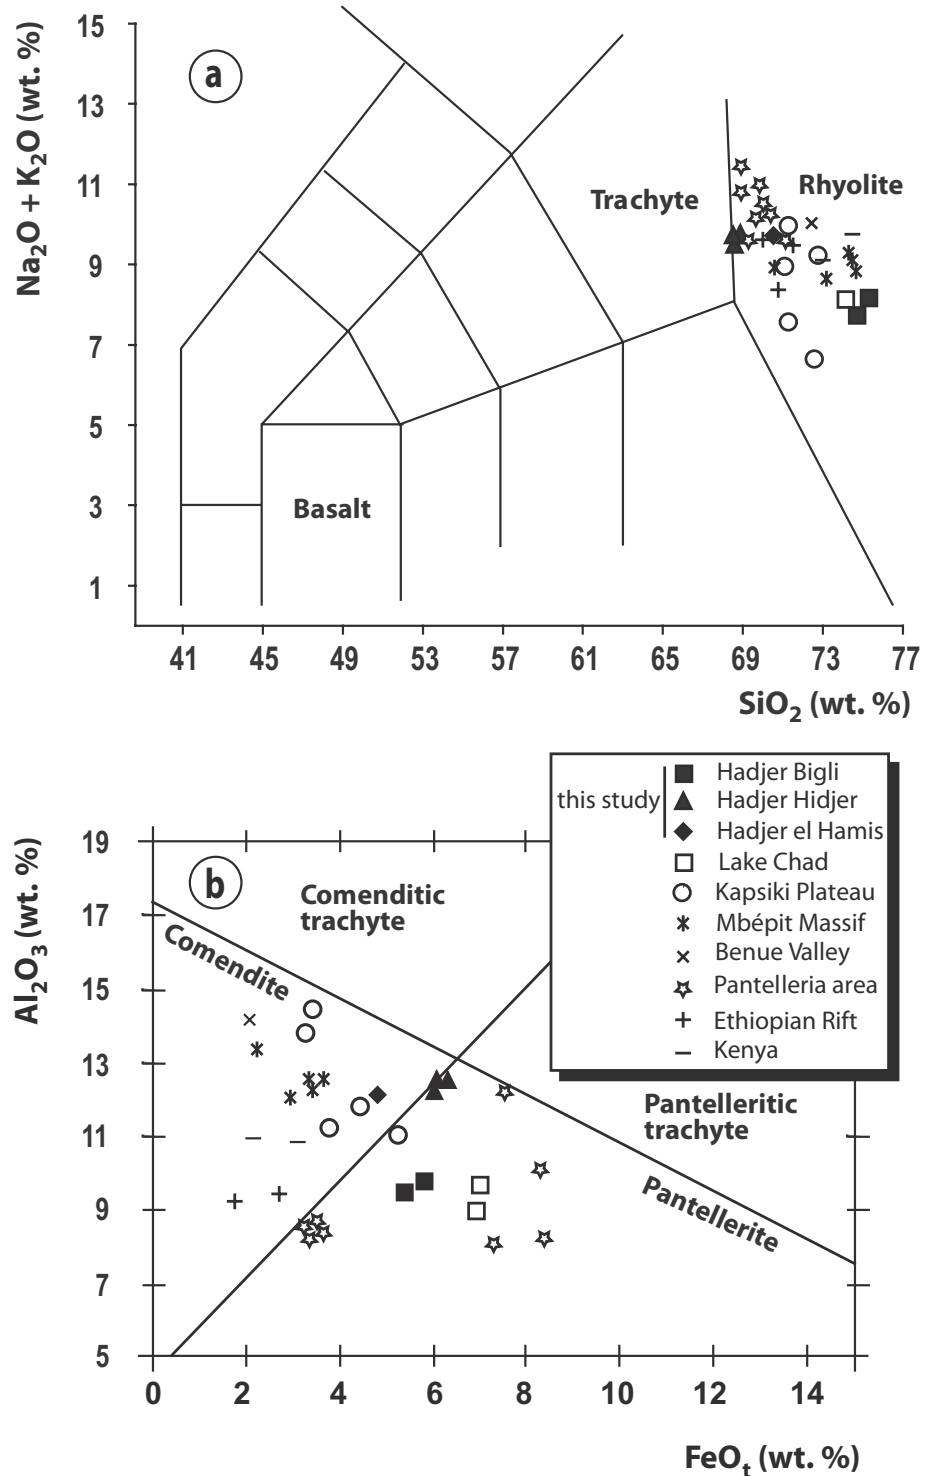 Na₂O + K₂O (wt. %)
15
13
11
9
7
5
3
1
a
Trachyte
Rhyolite
Basalt
41 45 49 53 57 61 65 69 73 77
SiO₂ (wt. %)
this study
Hadjer Bigli
Hadjer Hidjer
Hadjer el Hamis
Lake Chad
Kapsiki Plateau
Mbépit Massif
Benue Valley
Pantelleria area
Ethiopian Rift
Kenya
Al₂O₃ (wt. %)
19
17
15
13
11
9
7
5
b
Comenditic
trachyte
Comendite
Pantelleritic
trachyte
Pantellerite
0 2 4 6 8 10 12 14
FeOₜ (wt. %)